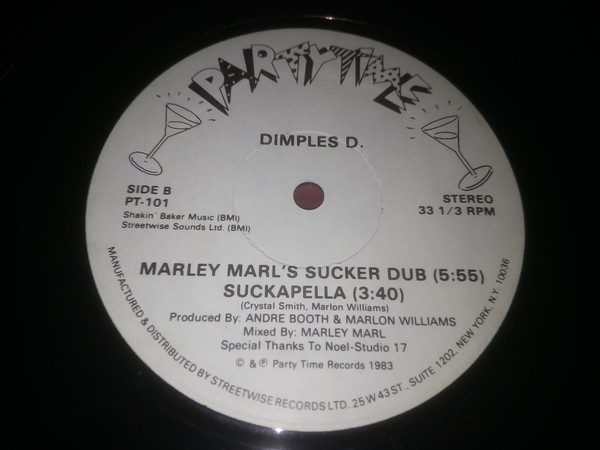 PARTYTIME
DIMPLES D.
SIDE B
PT-101
Shakin' Baker Music (BMI)
Streetwise Sounds Ltd. (BMI)
STEREO
33 1/3 RPM
MARLEY MARL'S SUCKER DUB (5:55)
SUCKAPELLA (3:40)
(Crystal Smith, Marlon Williams)
Produced By: ANDRE BOOTH & MARLON WILLIAMS
Mixed By: MARLEY MARL
Special Thanks To Noel-Studio 17
© & ℗ Party Time Records 1983
MANUFACTURED & DISTRIBUTED BY STREETWISE RECORDS LTD. 25 W 43 ST., SUITE 1202, NEW YORK, N.Y. 10036